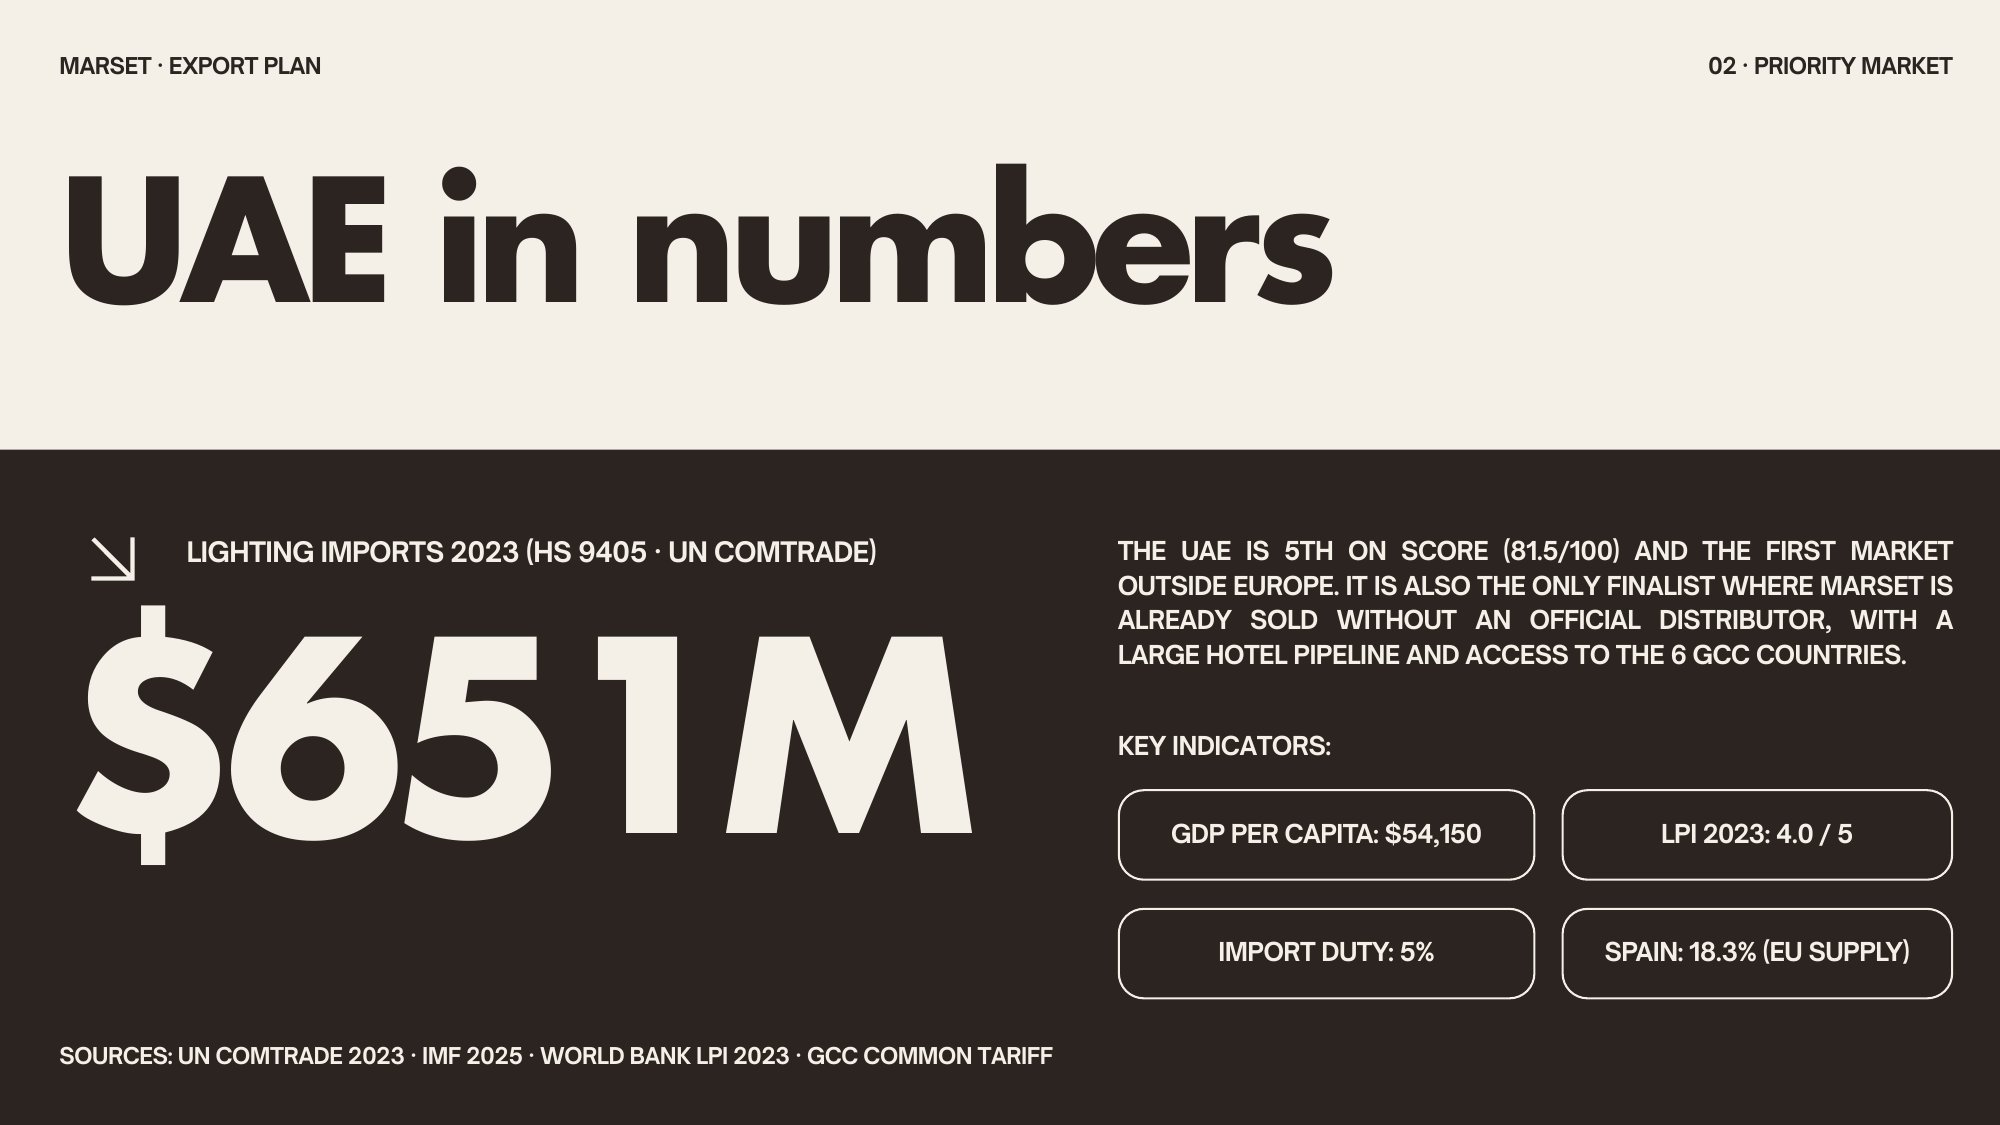 MARSET · EXPORT PLAN
02 · PRIORITY MARKET
UAE in numbers
LIGHTING IMPORTS 2023 (HS 9405 · UN COMTRADE)
$651M
THE UAE IS 5TH ON SCORE (81.5/100) AND THE FIRST MARKET
OUTSIDE EUROPE. IT IS ALSO THE ONLY FINALIST WHERE MARSET IS
ALREADY SOLD WITHOUT AN OFFICIAL DISTRIBUTOR, WITH A
LARGE HOTEL PIPELINE AND ACCESS TO THE 6 GCC COUNTRIES.
KEY INDICATORS:
GDP PER CAPITA: $54,150
LPI 2023: 4.0 / 5
IMPORT DUTY: 5%
SPAIN: 18.3% (EU SUPPLY)
SOURCES: UN COMTRADE 2023 · IMF 2025 · WORLD BANK LPI 2023 · GCC COMMON TARIFF